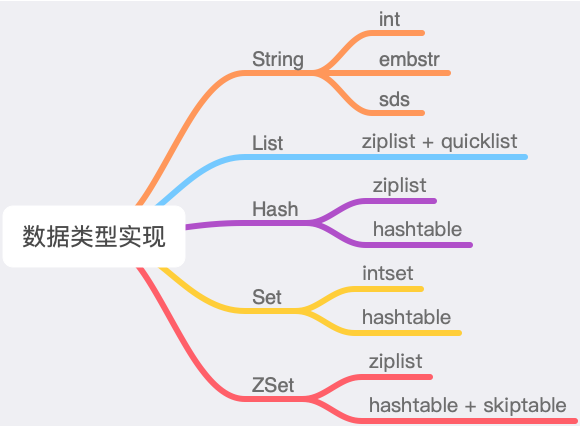 数据类型实现
String
int
embstr
sds
List
ziplist + quicklist
Hash
ziplist
hashtable
Set
intset
hashtable
ZSet
ziplist
hashtable + skiptable